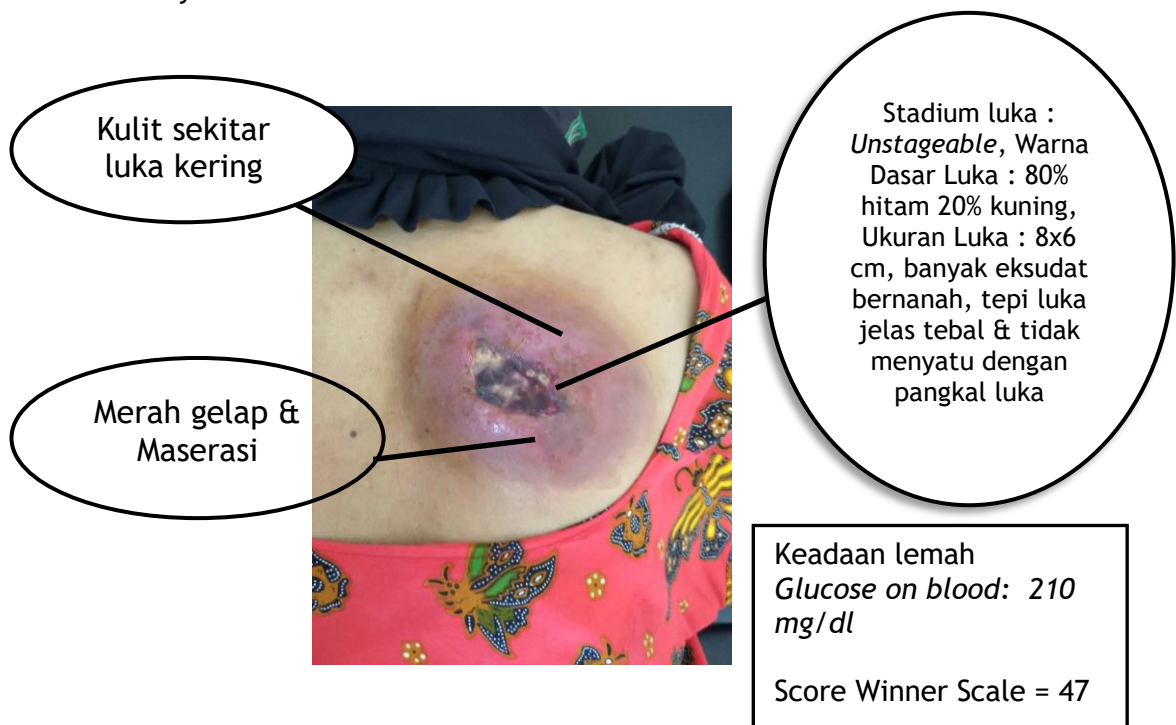 Kulit sekitar
luka kering
Merah gelap &
Maserasi
Stadium luka :
Unstageable, Warna
Dasar Luka : 80%
hitam 20% kuning,
Ukuran Luka : 8x6
cm, banyak eksudat
bernanah, tepi luka
jelas tebal & tidak
menyatu dengan
pangkal luka
Keadaan lemah
Glucose on blood: 210
mg/dl
Score Winner Scale = 47